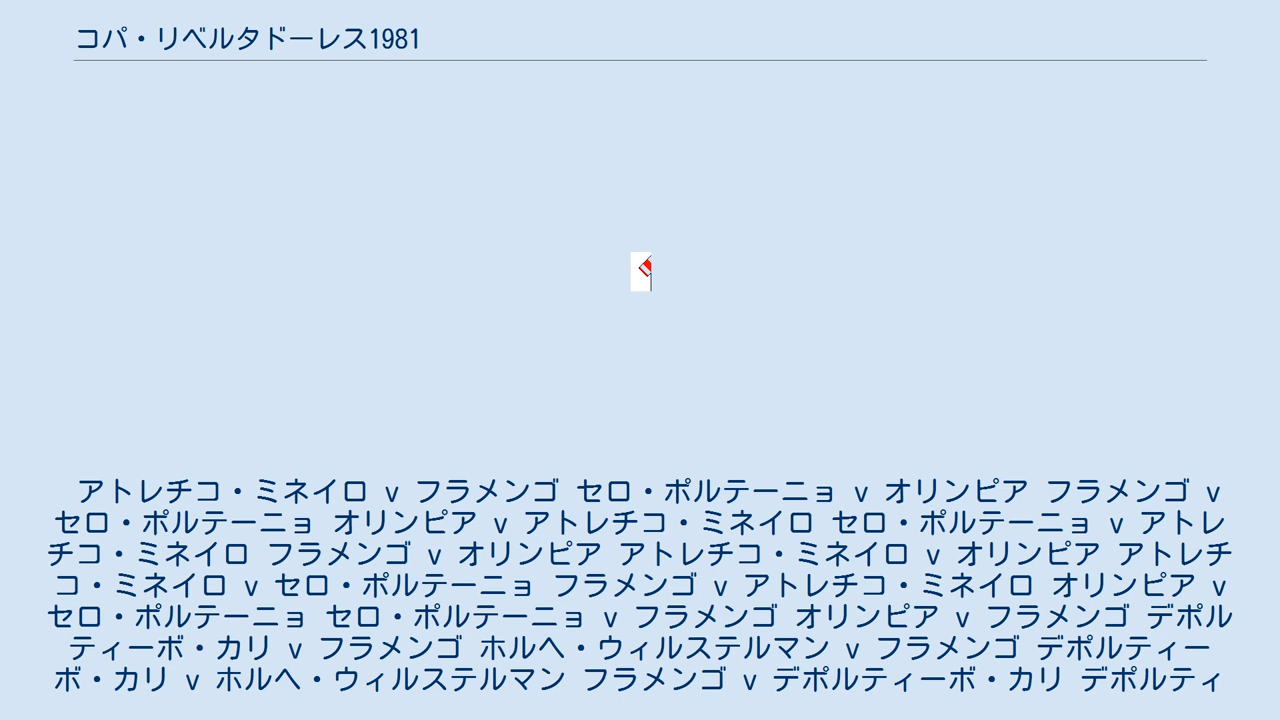 コパ・リベルタドーレス1981
アトレチコ・ミネイロ v フラメンゴ セロ・ポルテーニョ v オリンピア フラメンゴ v
セロ・ポルテーニョ オリンピア v アトレチコ・ミネイロ セロ・ポルテーニョ v アトレ
チコ・ミネイロ フラメンゴ v オリンピア アトレチコ・ミネイロ v オリンピア アトレチ
コ・ミネイロ v セロ・ポルテーニョ フラメンゴ v アトレチコ・ミネイロ オリンピア v
セロ・ポルテーニョ セロ・ポルテーニョ v フラメンゴ オリンピア v フラメンゴ デポル
ティーボ・カリ v フラメンゴ ホルヘ・ウィルステルマン v フラメンゴ デポルティー
ボ・カリ v ホルヘ・ウィルステルマン フラメンゴ v デポルティーボ・カリ デポルティ